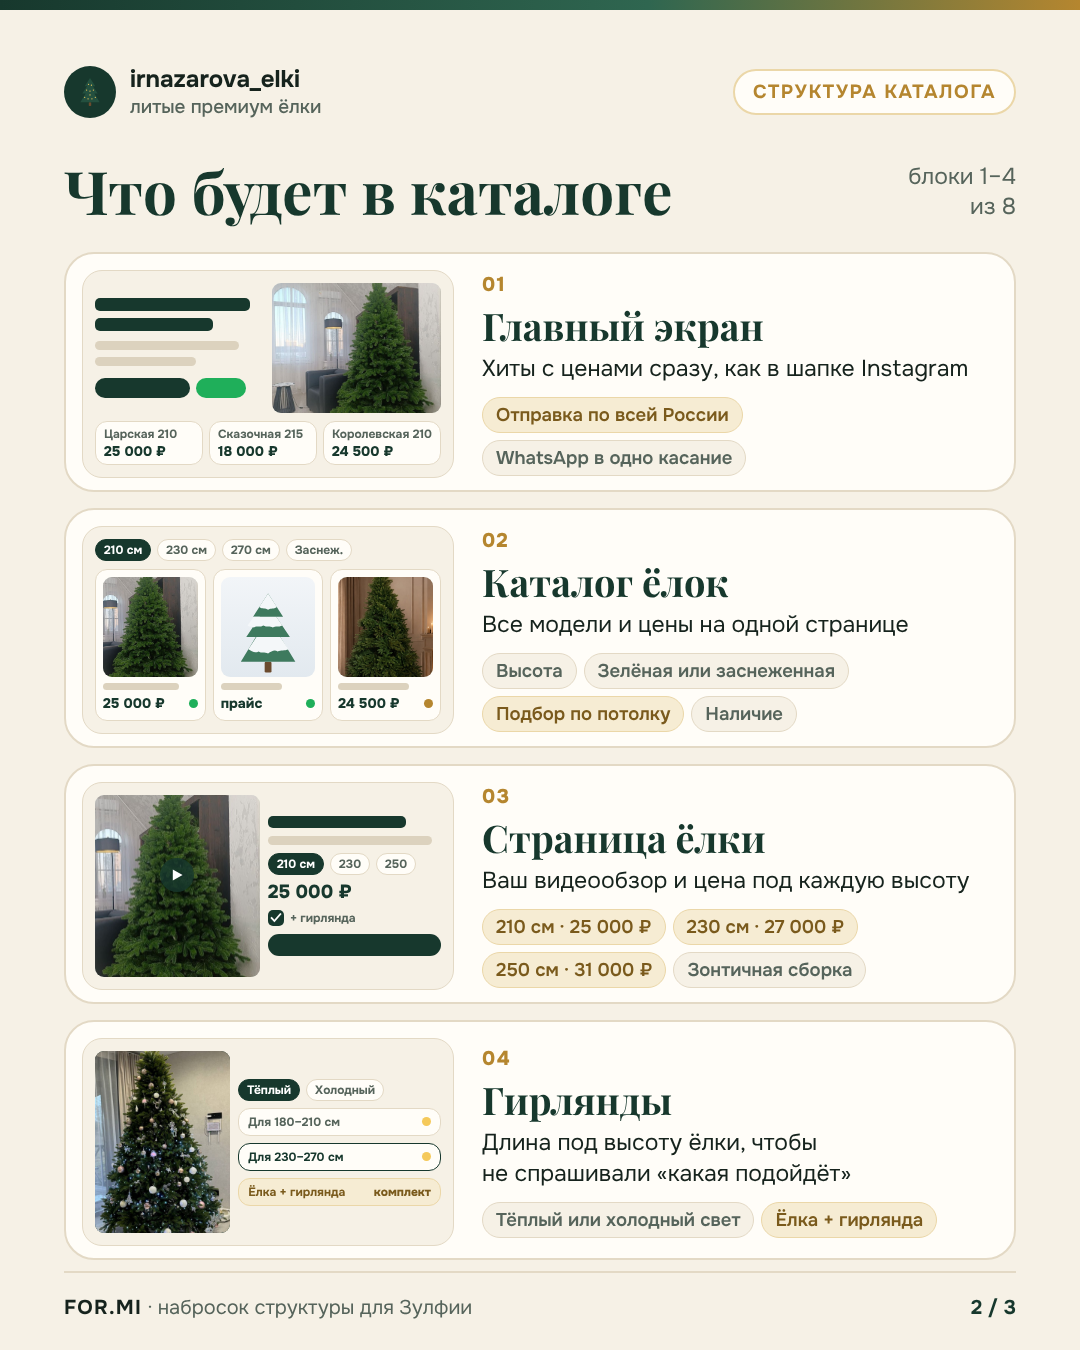 irnazarova_elki
литые премиум ёлки
СТРУКТУРА КАТАЛОГА
Что будет в каталоге
блоки 1–4
из 8
Царская 210
25 000 ₽
Сказочная 215
18 000 ₽
Королевская 210
24 500 ₽
01
Главный экран
Хиты с ценами сразу, как в шапке Instagram
Отправка по всей России
WhatsApp в одно касание
210 см
230 см
270 см
Заснеж.
25 000 ₽
прайс
24 500 ₽
02
Каталог ёлок
Все модели и цены на одной странице
Высота
Зелёная или заснеженная
Подбор по потолку
Наличие
210 см
230
250
25 000 ₽
+ гирлянда
03
Страница ёлки
Ваш видеообзор и цена под каждую высоту
210 см · 25 000 ₽
230 см · 27 000 ₽
250 см · 31 000 ₽
Зонтичная сборка
Тёплый
Холодный
Для 180–210 см
Для 230–270 см
Ёлка + гирлянда комплект
04
Гирлянды
Длина под высоту ёлки, чтобы
не спрашивали «какая подойдёт»
Тёплый или холодный свет
Ёлка + гирлянда
FOR.MI · набросок структуры для Зулфии
2 / 3